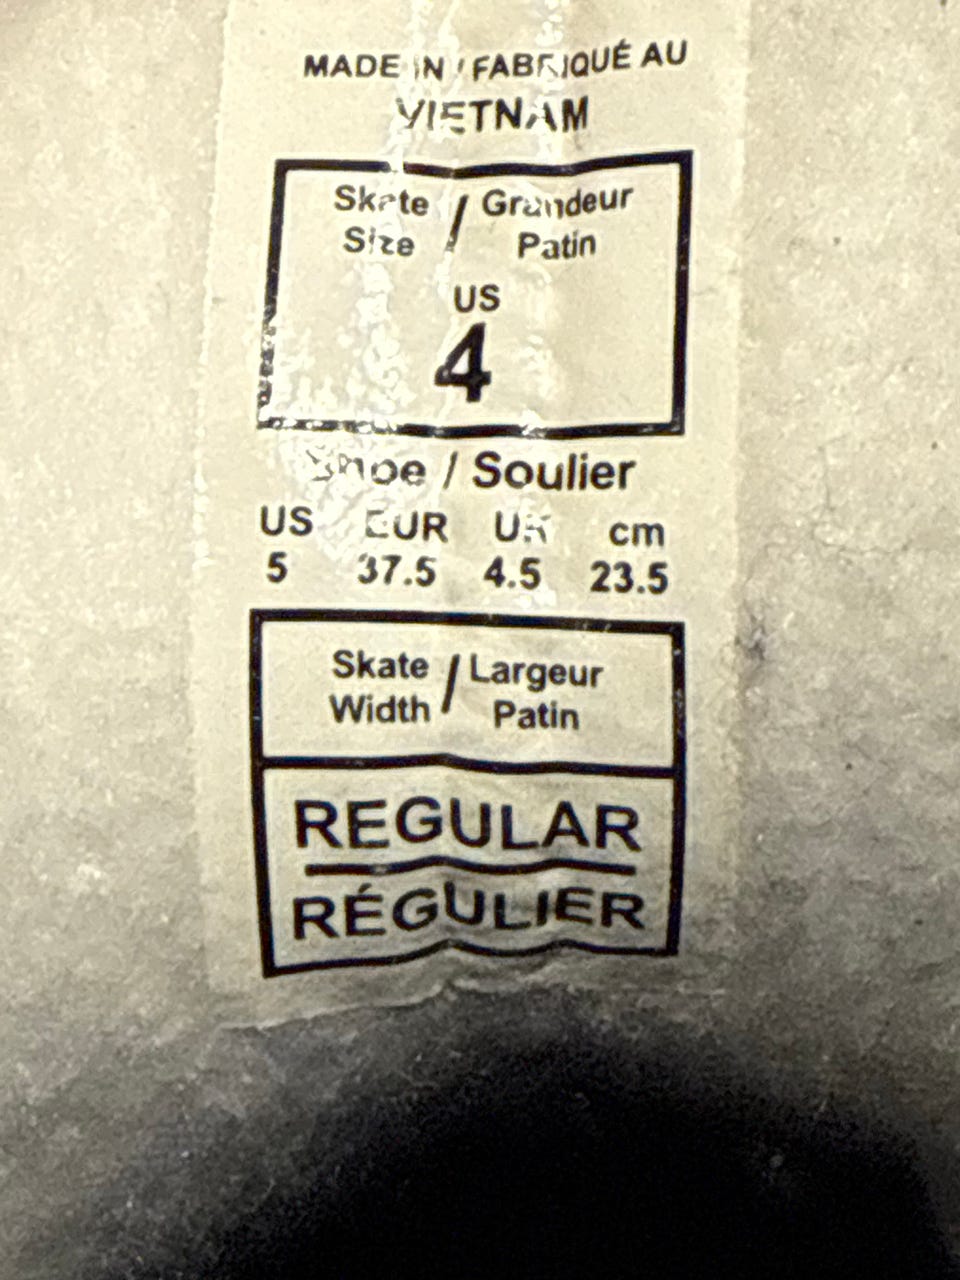 MADE IN / FABRIQUÉ AU
VIETNAM
Skate / Grandeur
Size Patin
US
4
Shoe / Soulier
US EUR UK cm
5 37.5 4.5 23.5
Skate / Largeur
Width Patin
REGULAR
RÉGULIER